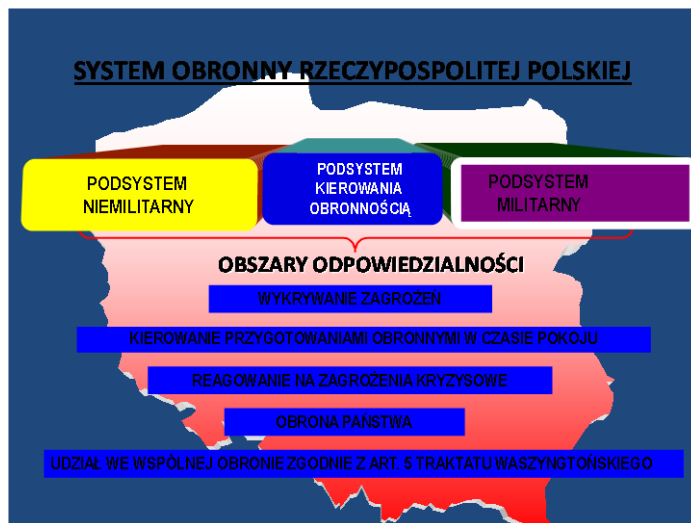 SYSTEM OBRONNY RZECZYPOSPOLITEJ POLSKIEJ
PODSYSTEM
NIEMILITARNY
PODSYSTEM
KIEROWANIA
OBRONNOŚCIĄ
PODSYSTEM
MILITARNY
OBSZARY ODPOWIEDZIALNOŚCI
WYKRYWANIE ZAGROŻEŃ
KIEROWANIE PRZYGOTOWANIAMI OBRONNYMI W CZASIE POKOJU
REAGOWANIE NA ZAGROŻENIA KRYZYSOWE
OBRONA PAŃSTWA
UDZIAŁ WE WSPÓLNEJ OBRONIE ZGODNIE Z ART. 5 TRAKTATU WASZYNGTOŃSKIEGO